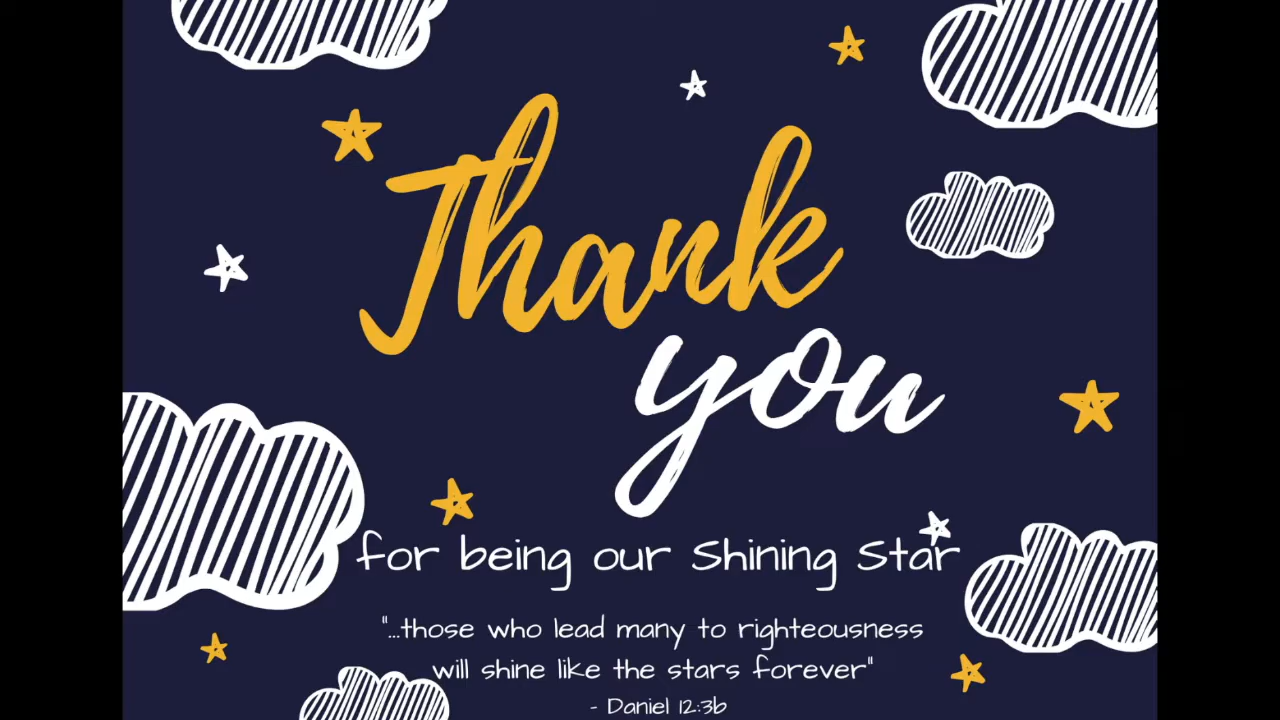 Thank
you
for being our Shining Star
"...those who lead many to righteousness
will shine like the stars forever"
- Daniel 12:3b